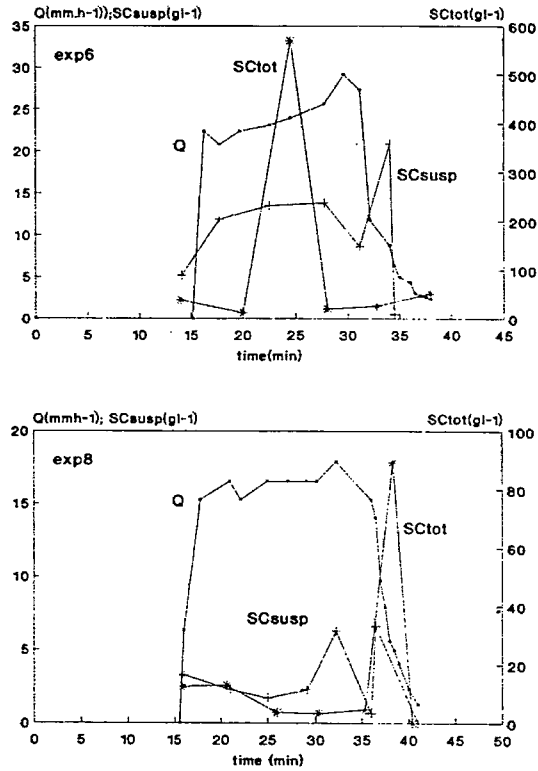 Q(mm.h-1));SCsusp(gl-1) SCtot(gl-1)
35 600
exp6
SCtot
30 500
25 400
Q
20 SCsusp
300
15
200
10
5 100
0 0
0 5 10 15 20 25 30 35 40 45
time(min)
Q(mmh-1); SCsusp(gl-1) SCtot(gl-1)
20 100
exp8
Q 80
15
SCtot
60
10
SCsusp 40
5
20
0 0
0 5 10 15 20 25 30 35 40 45 50
time (min)